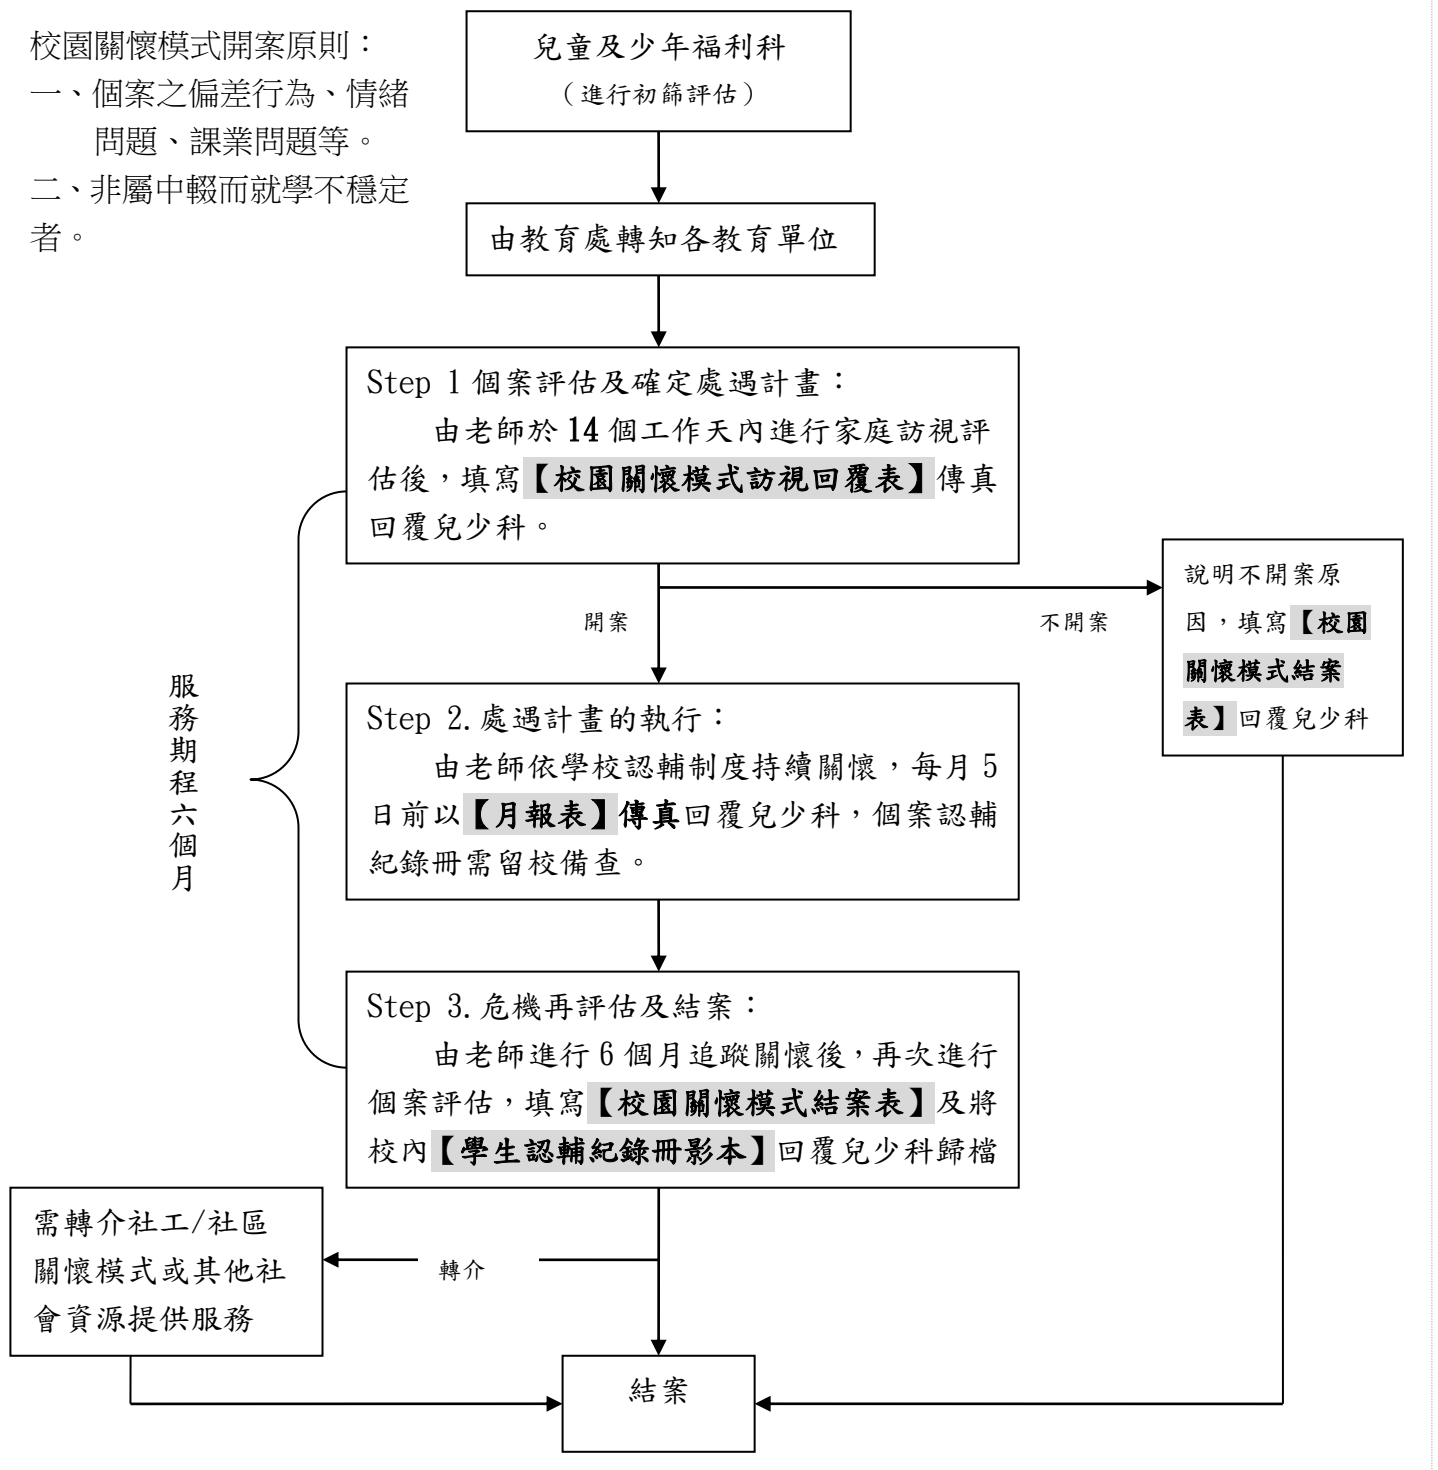 校園關懷模式開案原則：
一、個案之偏差行為、情緒
問題、課業問題等。
二、非屬中輟而就學不穩定
者。
兒童及少年福利科
（進行初篩評估）
由教育處轉知各教育單位
Step 1 個案評估及確定處遇計畫：
由老師於 14 個工作天內進行家庭訪視評
估後，填寫【校園關懷模式訪視回覆表】傳真
回覆兒少科。
開案
不開案
說明不開案原
因，填寫【校園
關懷模式結案
表】回覆兒少科
服務期程六個月
Step 2.處遇計畫的執行：
由老師依學校認輔制度持續關懷，每月 5
日前以【月報表】傳真回覆兒少科，個案認輔
紀錄冊需留校備查。
Step 3.危機再評估及結案：
由老師進行 6 個月追蹤關懷後，再次進行
個案評估，填寫【校園關懷模式結案表】及將
校內【學生認輔紀錄冊影本】回覆兒少科歸檔
需轉介社工/社區
關懷模式或其他社
會資源提供服務
轉介
結案